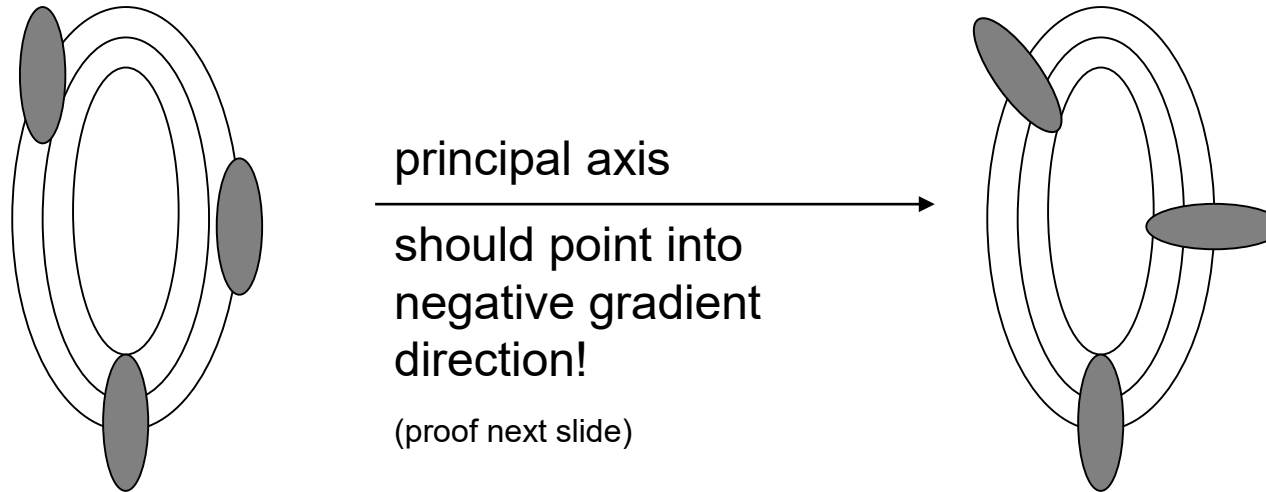 principal axis
should point into
negative gradient
direction!
(proof next slide)